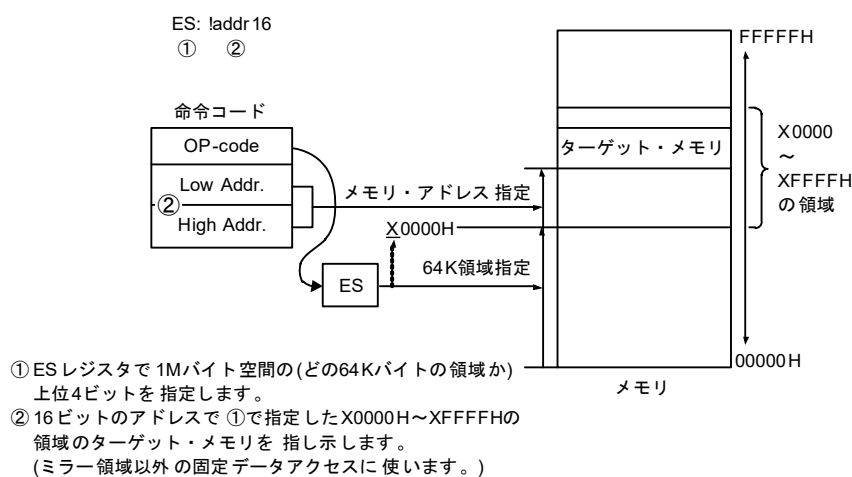 ES: !addr16
① ②
FFFFFH
命令コード
OP-code
Low Addr.
②
High Addr.
ターゲット・メモリ
X0000
~
XFFFFH
の領域
メモリ・アドレス指定
X0000H
64K領域指定
ES
00000H
メモリ
① ESレジスタで1Mバイト空間の(どの64Kバイトの領域か)
上位4ビットを指定します。
② 16ビットのアドレスで①で指定したX0000H~XFFFFHの
領域のターゲット・メモリを指し示します。
(ミラー領域以外の固定データアクセスに使います。)